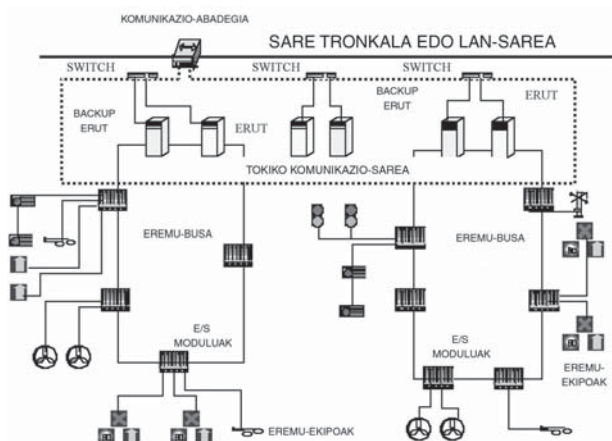 KOMUNIKAZIO-ABADEGIA
SARE TRONKALA EDO LAN-SAREA
SWITCH
SWITCH
SWITCH
BACKUP
ERUT
ERUT
BACKUP
ERUT
ERUT
TOKIKO KOMUNIKAZIO-SAREA
EREMU-BUSA
EREMU-BUSA
E/S
MODULUAK
E/S
MODULUAK
EREMU-
EKIPOAK
EREMU-EKIPOAK